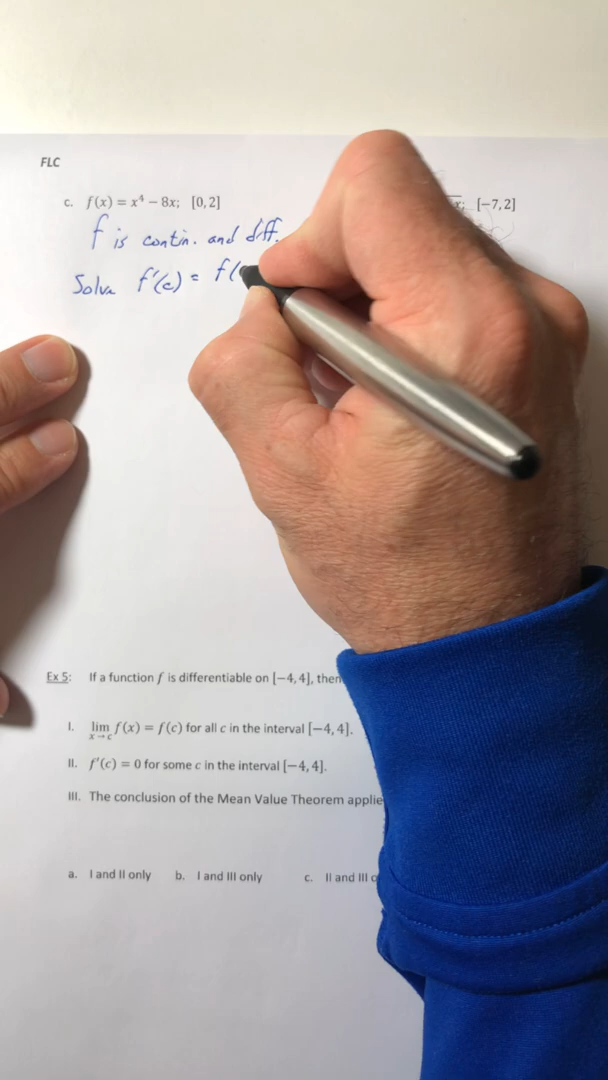 FLC
c. f(x) = x⁴ − 8x; [0, 2]
[−7, 2]
f is contin. and diff.
Solve f'(c) = f(
Ex 5: If a function f is differentiable on [−4, 4], then
I. lim x→c f(x) = f(c) for all c in the interval [−4, 4].
II. f'(c) = 0 for some c in the interval [−4, 4].
III. The conclusion of the Mean Value Theorem applie
a. I and II only b. I and III only c. II and III o